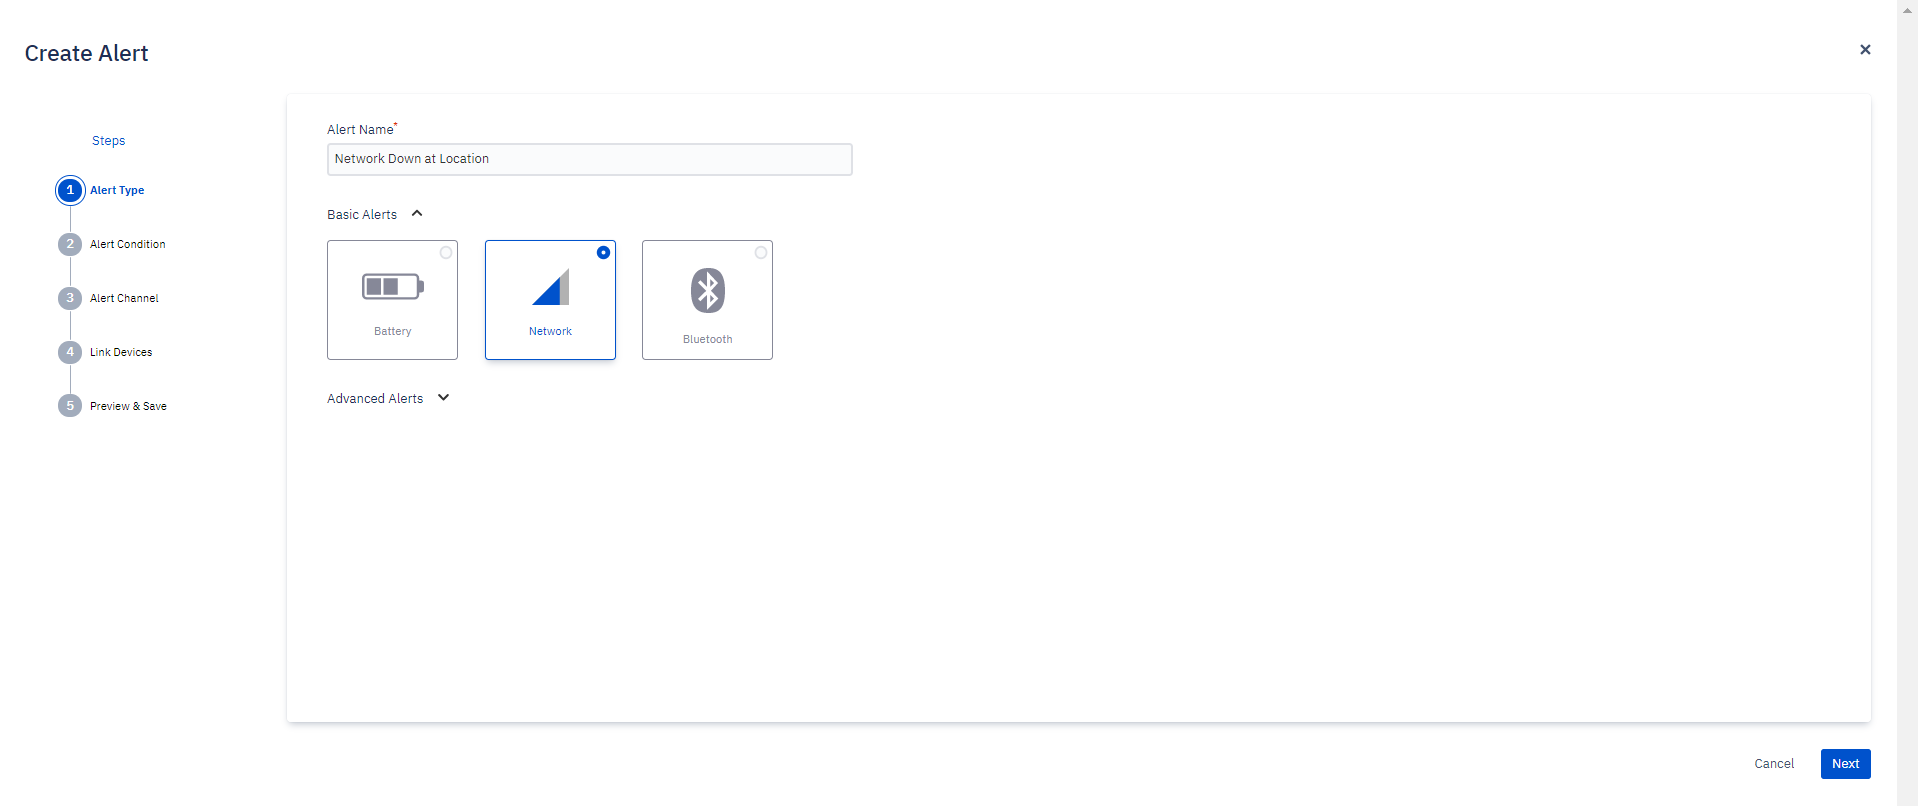 Create Alert
Steps
1 Alert Type
2 Alert Condition
3 Alert Channel
4 Link Devices
5 Preview & Save
Alert Name*
Network Down at Location
Basic Alerts
Battery
Network
Bluetooth
Advanced Alerts
Cancel
Next